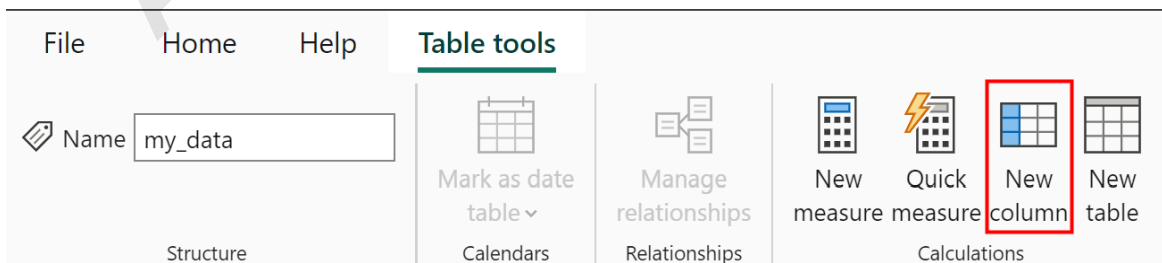 File Home Help Table tools
Name my_data
Mark as date
table
Manage
relationships
New
measure
Quick
measure
New
column
New
table
Structure Calendars Relationships Calculations